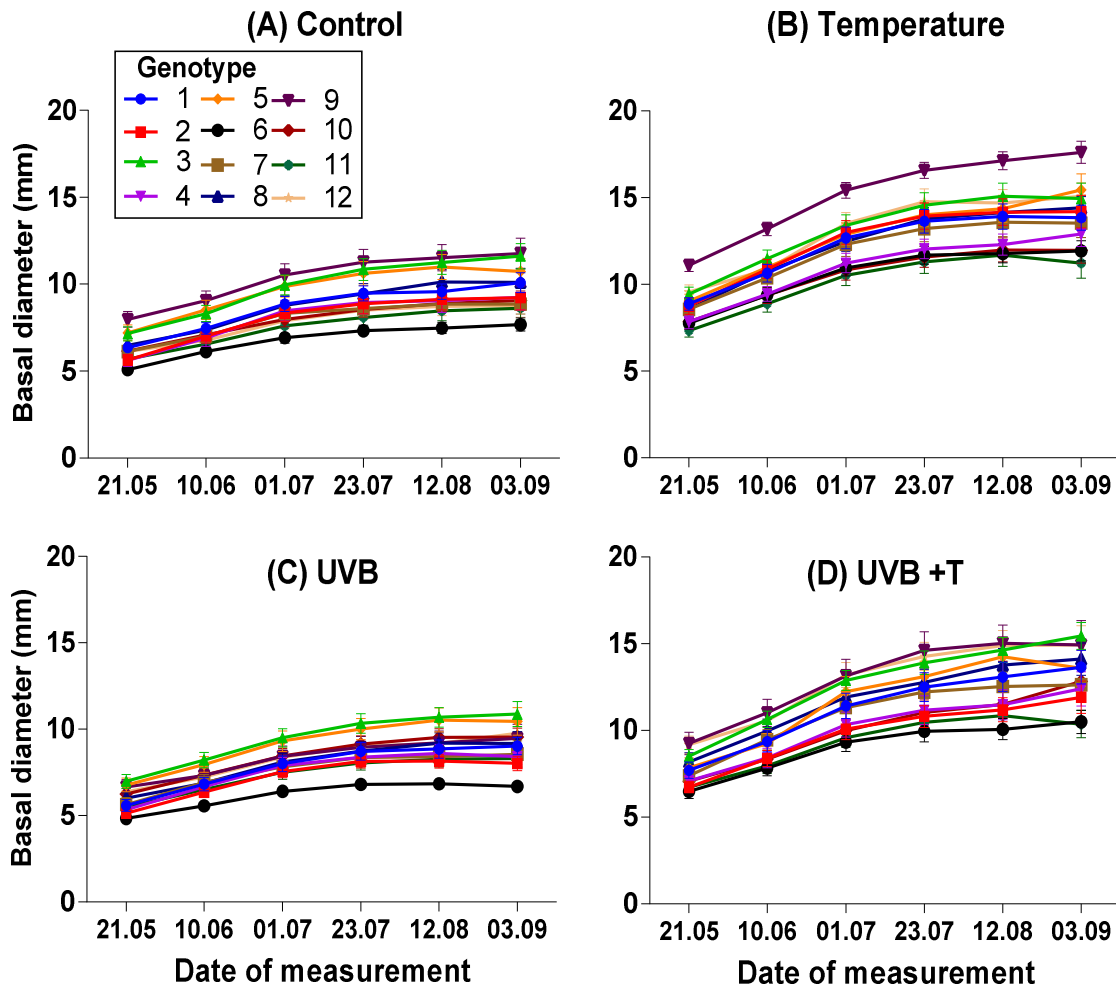 (A) Control
(B) Temperature
Genotype
1 5 9
2 6 10
3 7 11
4 8 12
Basal diameter (mm)
20
15
10
5
0
21.05 10.06 01.07 23.07 12.08 03.09
20
15
10
5
0
21.05 10.06 01.07 23.07 12.08 03.09
(C) UVB
(D) UVB +T
Basal diameter (mm)
20
15
10
5
0
21.05 10.06 01.07 23.07 12.08 03.09
Date of measurement
20
15
10
5
0
21.05 10.06 01.07 23.07 12.08 03.09
Date of measurement